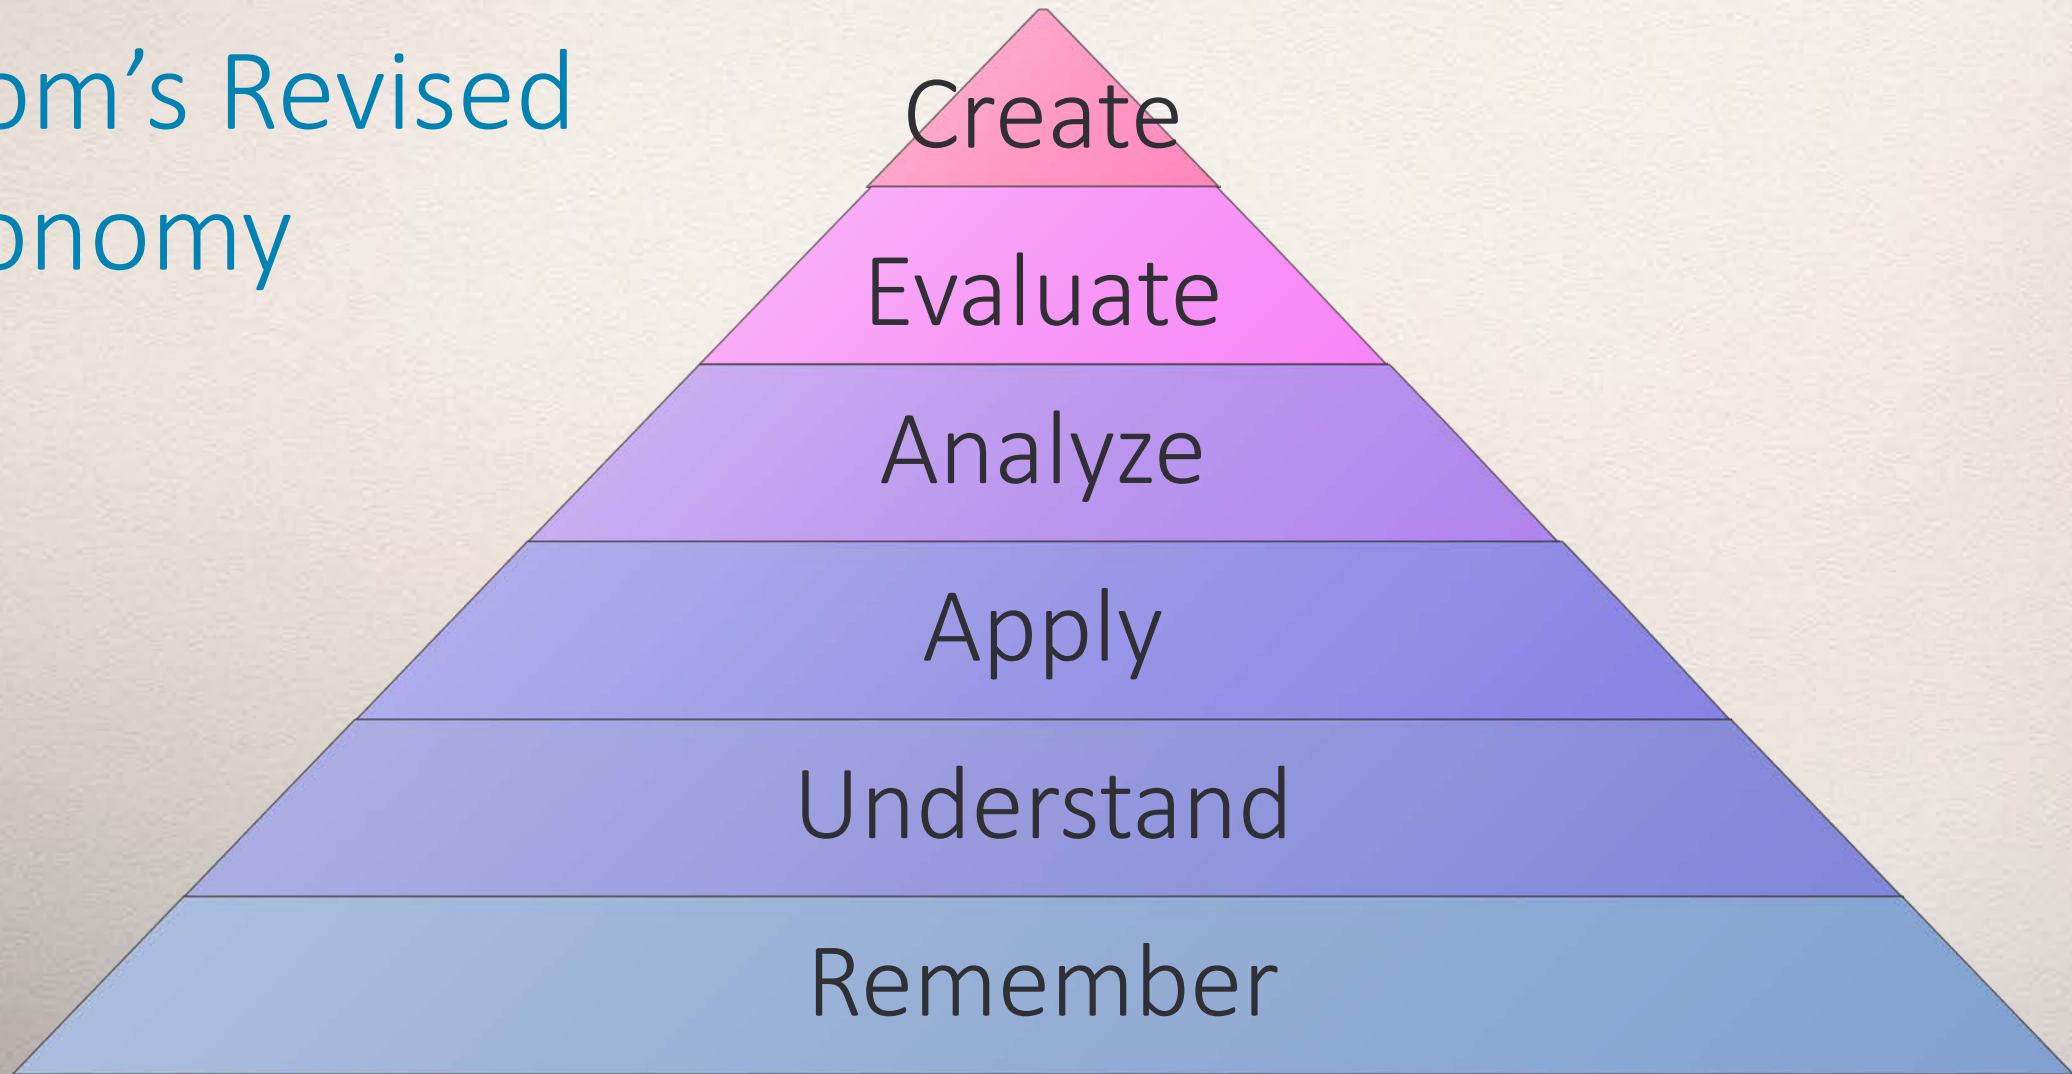 om’s Revised
onomy
Create
Evaluate
Analyze
Apply
Understand
Remember